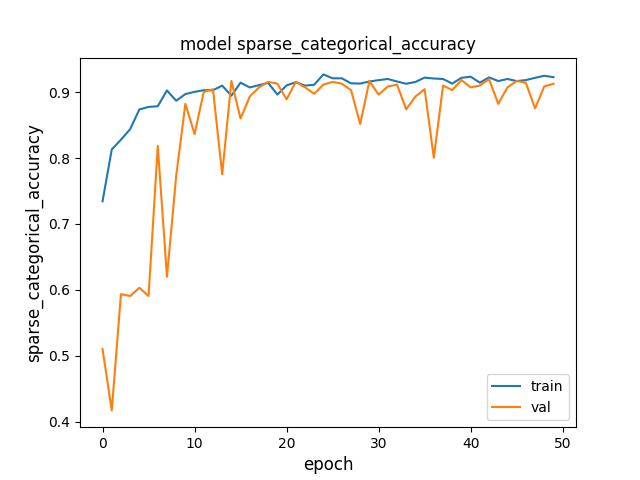 model sparse_categorical_accuracy
sparse_categorical_accuracy
0.9
0.8
0.7
0.6
0.5
0.4
train
val
0 10 20 30 40 50
epoch